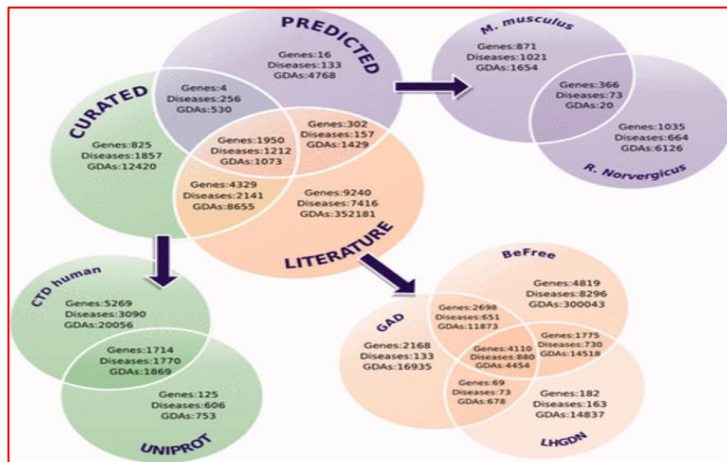 PREDICTED
Genes:16
Diseases:133
GDAs:4768
CURATED
Genes:825
Diseases:1857
GDAs:12420
Genes:4
Diseases:256
GDAs:530
Genes:302
Diseases:157
GDAs:1429
Genes:1950
Diseases:1212
GDAs:1073
Genes:4329
Diseases:2141
GDAs:8655
Genes:9240
Diseases:7416
GDAs:352181
LITERATURE
M. musculus
Genes:871
Diseases:1021
GDAs:1654
Genes:366
Diseases:73
GDAs:20
Genes:1035
Diseases:664
GDAs:6126
R. Norvergicus
CTD human
Genes:5269
Diseases:3090
GDAs:20056
Genes:1714
Diseases:1770
GDAs:1869
Genes:125
Diseases:606
GDAs:753
UNIPROT
BeFree
Genes:4819
Diseases:8296
GDAs:300043
GAD
Genes:2168
Diseases:133
GDAs:16935
Genes:2698
Diseases:651
GDAs:11873
Genes:4110
Diseases:880
GDAs:4454
Genes:1775
Diseases:730
GDAs:14518
Genes:69
Diseases:73
GDAs:678
Genes:182
Diseases:163
GDAs:14837
LHGDN